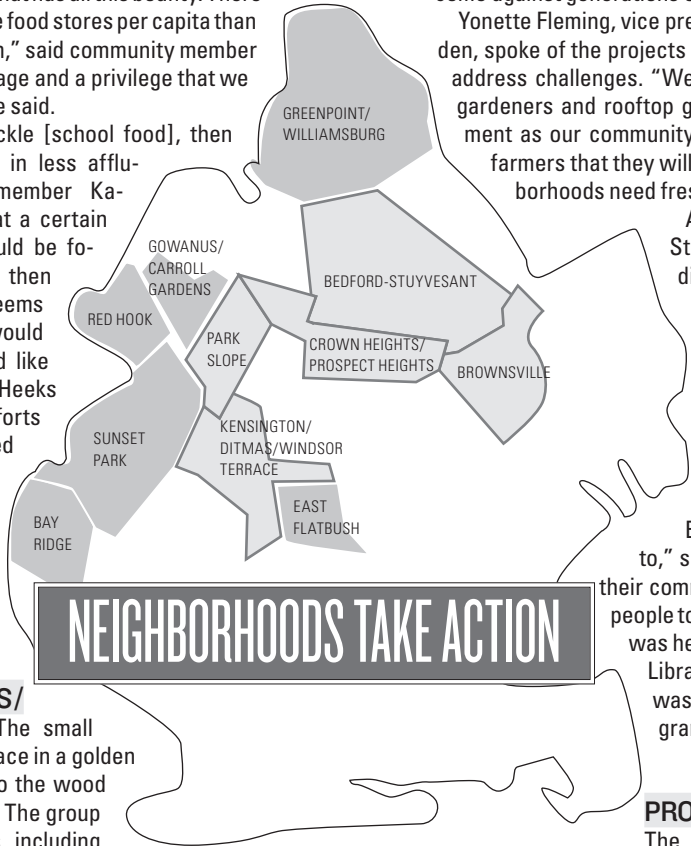 e food stores per capita than
n,” said community member
age and a privilege that we
e said.
ckle [school food], then
in less afflu-
member Ka-
at a certain
uld be fo-
then
eems
would
d like
Heeks
forts
ed
S/
The small
ace in a golden
o the wood
The group
including
Yonette Fleming, vice pre
den, spoke of the projects
address challenges. “We
gardeners and rooftop g
ment as our community
farmers that they will
borhoods need fres
A
St
di
GREENPOINT/
WILLIAMSBURG
GOWANUS/
CARROLL
GARDENS
BEDFORD-STUYVESANT
RED HOOK
PARK
SLOPE
CROWN HEIGHTS/
PROSPECT HEIGHTS
BROWNSVILLE
KENSINGTON/
DITMAS/WINDSOR
TERRACE
SUNSET
PARK
EAST
FLATBUSH
BAY
RIDGE
NEIGHBORHOODS TAKE ACTION
to,” s
their com
people to
was he
Libra
was
gra
PRO
The